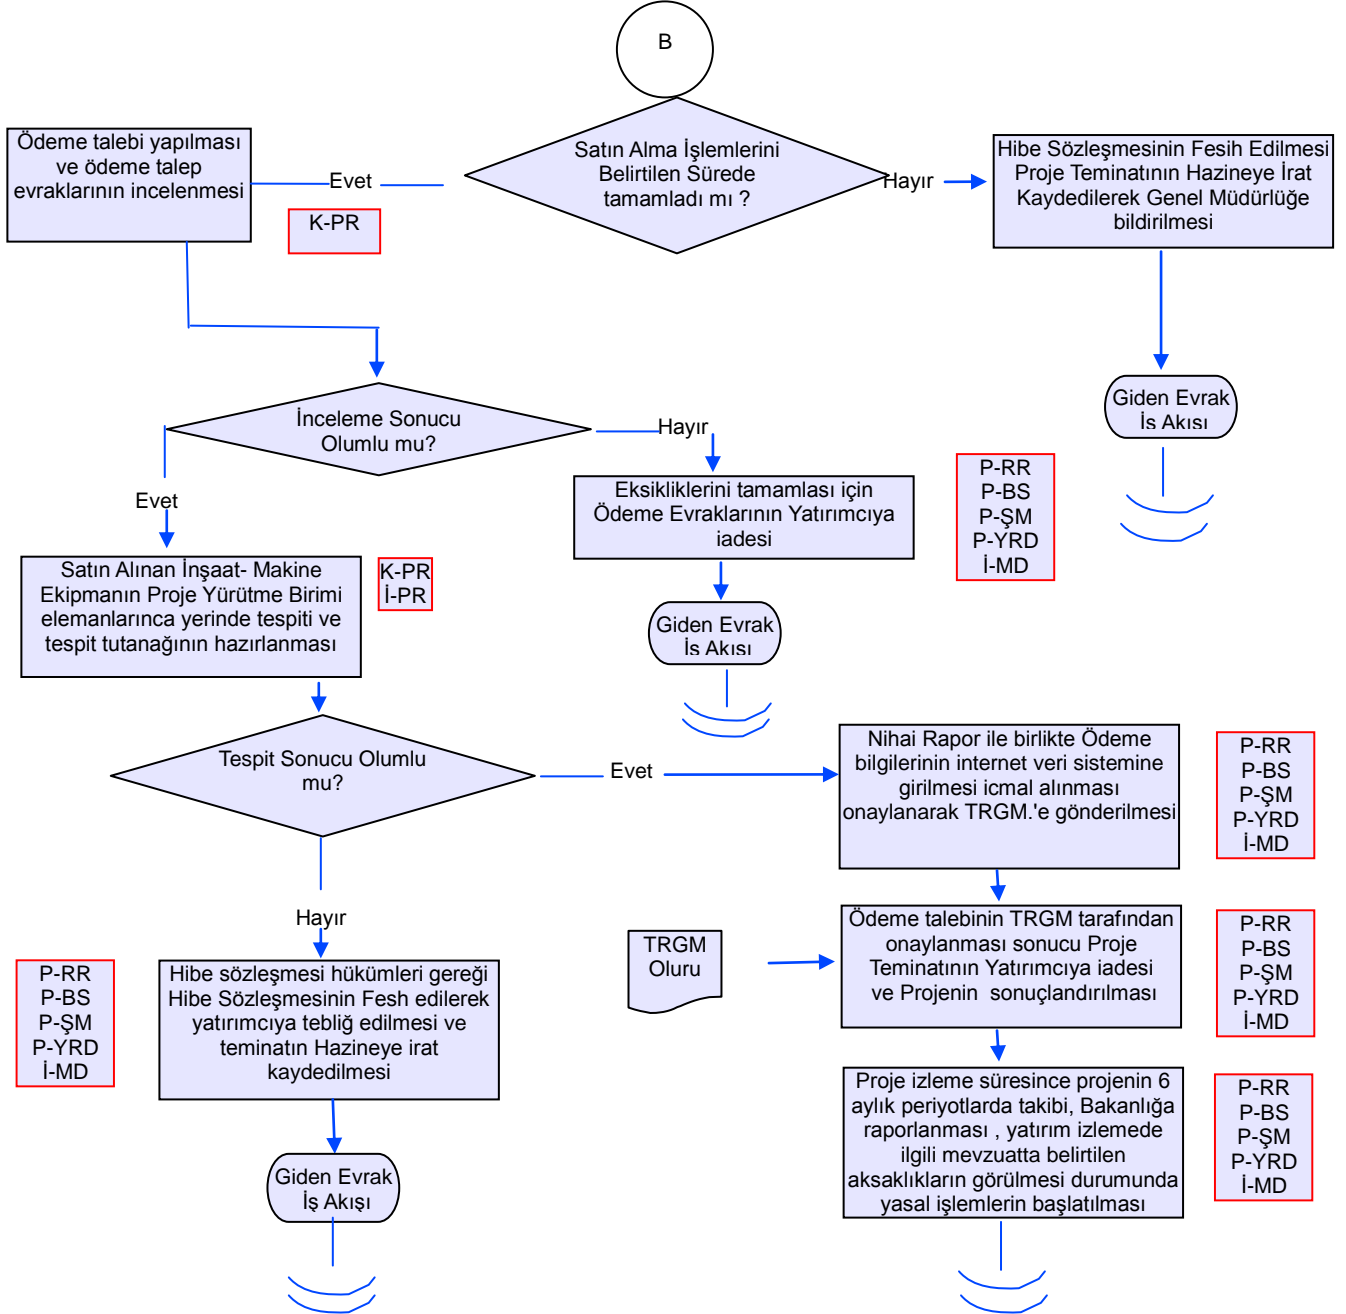 B
Satın Alma İşlemlerini
Belirtilen Sürede
tamamladı mı ?
Ödeme talebi yapılması
ve ödeme talep
evraklarının incelenmesi
Evet
K-PR
Hayır
Hibe Sözleşmesinin Fesih Edilmesi
Proje Teminatının Hazineye İrat
Kaydedilerek Genel Müdürlüğe
bildirilmesi
Giden Evrak
İş Akışı
İnceleme Sonucu
Olumlu mu?
Hayır
Evet
Eksikliklerini tamamlası için
Ödeme Evraklarının Yatırımcıya
iadesi
P-RR
P-BS
P-ŞM
P-YRD
İ-MD
Satın Alınan İnşaat- Makine
Ekipmanın Proje Yürütme Birimi
elemanlarınca yerinde tespiti ve
tespit tutanağının hazırlanması
K-PR
İ-PR
Giden Evrak
İş Akışı
Tespit Sonucu Olumlu
mu?
Evet
Nihai Rapor ile birlikte Ödeme
bilgilerinin internet veri sistemine
girilmesi icmal alınması
onaylanarak TRGM.'e gönderilmesi
P-RR
P-BS
P-ŞM
P-YRD
İ-MD
Hayır
TRGM
Oluru
Ödeme talebinin TRGM tarafından
onaylanması sonucu Proje
Teminatının Yatırımcıya iadesi
ve Projenin  sonuçlandırılması
P-RR
P-BS
P-ŞM
P-YRD
İ-MD
P-RR
P-BS
P-ŞM
P-YRD
İ-MD
Hibe sözleşmesi hükümleri gereği
Hibe Sözleşmesinin Fesh edilerek
yatırımcıya tebliğ edilmesi ve
teminatın Hazineye irat
kaydedilmesi
Proje izleme süresince projenin 6
aylık periyotlarda takibi, Bakanlığa
raporlanması , yatırım izlemede
ilgili mevzuatta belirtilen
aksaklıkların görülmesi durumunda
yasal işlemlerin başlatılması
P-RR
P-BS
P-ŞM
P-YRD
İ-MD
Giden Evrak
İş Akışı